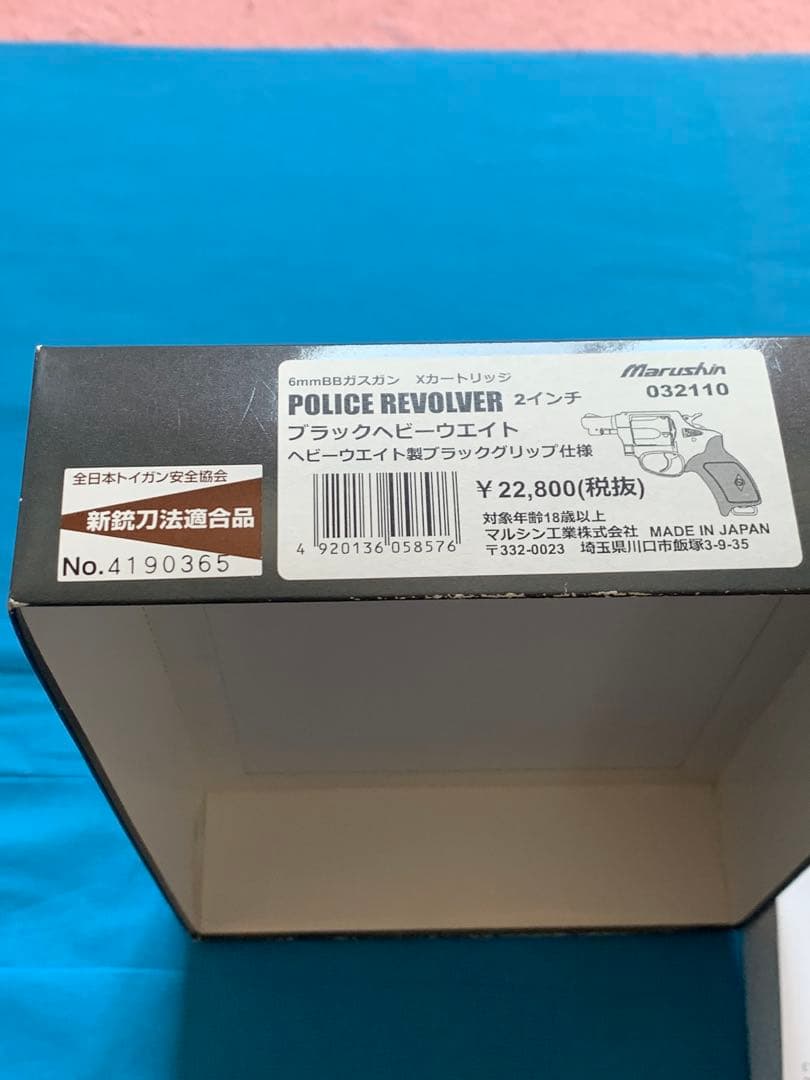 6mmBBガスガン Xカートリッジ
Marushin
POLICE REVOLVER 2インチ
032110
ブラックヘビーウエイト
ヘビーウエイト製ブラックグリップ仕様
¥22,800(税抜)
4 920136 058576
対象年齢18歳以上
マルシン工業株式会社 MADE IN JAPAN
〒332-0023 埼玉県川口市飯塚3-9-35
全日本トイガン安全協会
新銃刀法適合品
No.4190365